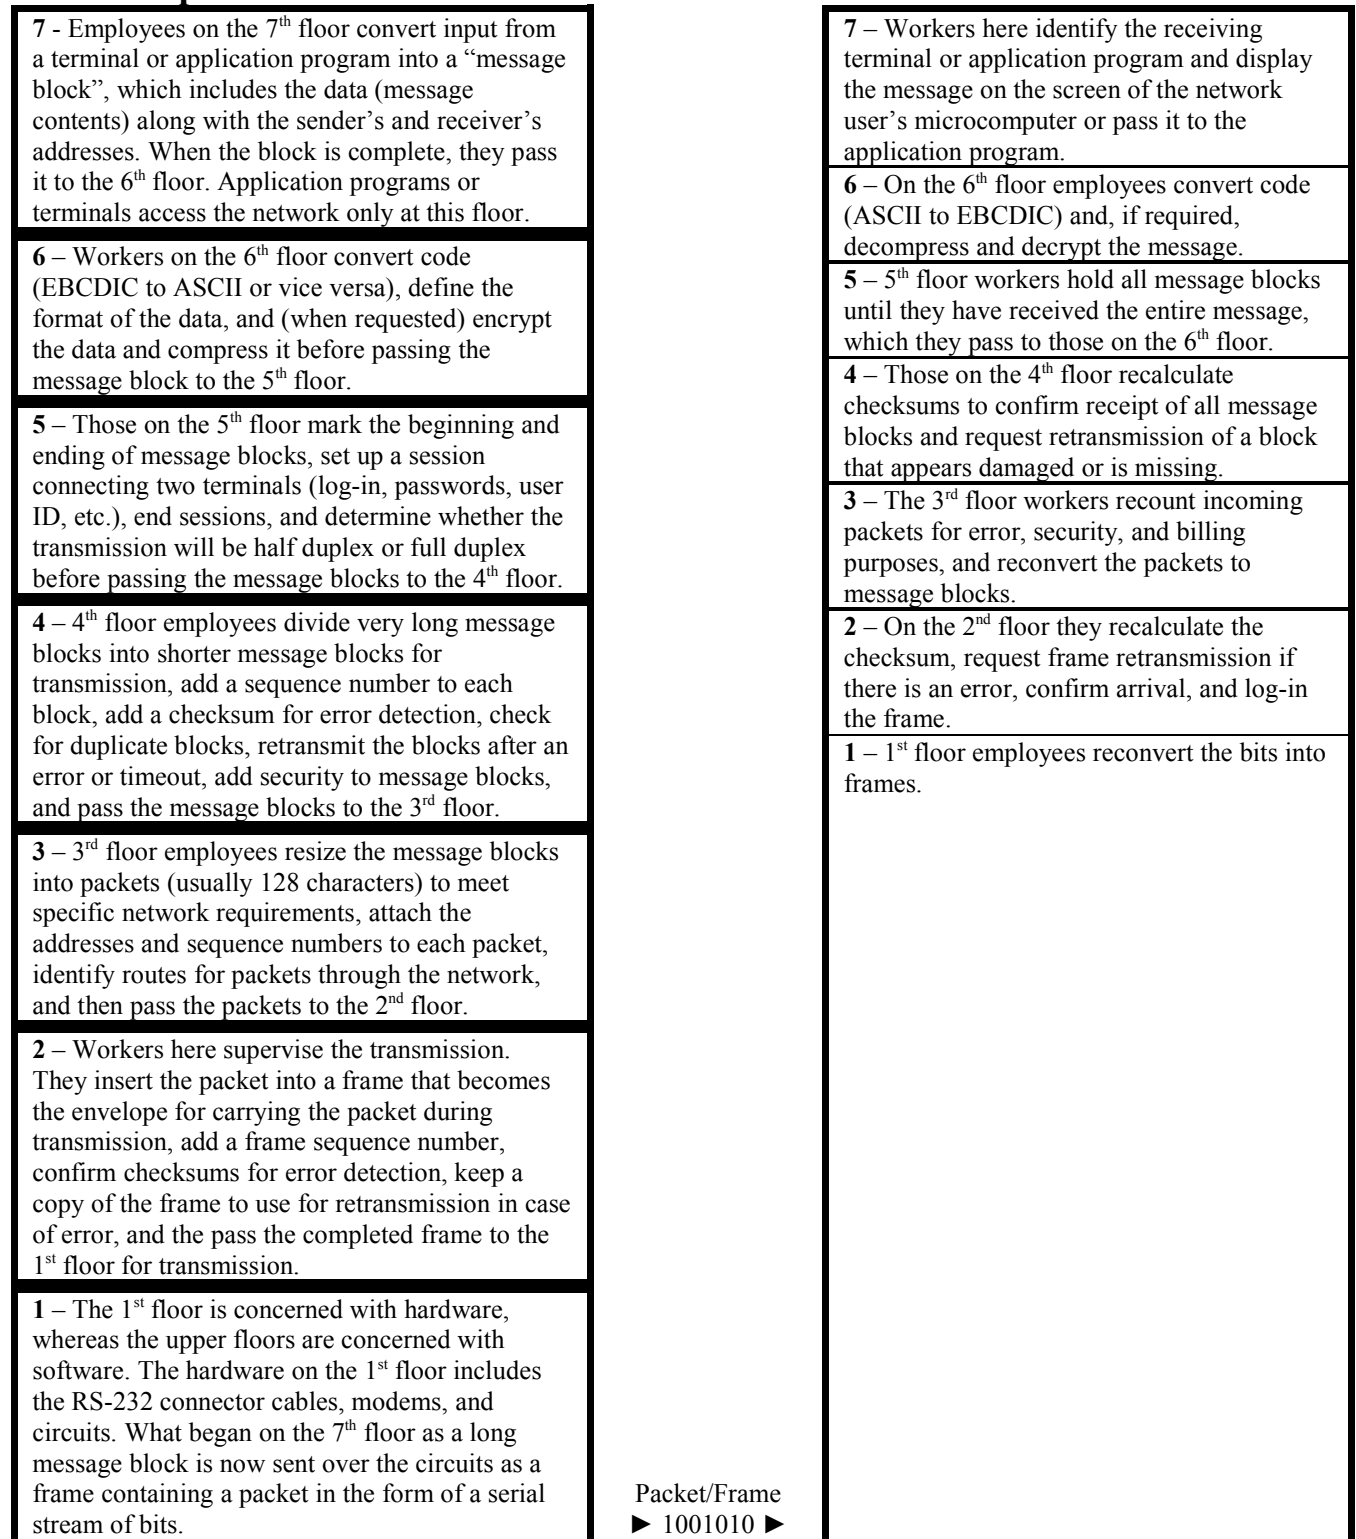 7 - Employees on the 7th floor convert input from
a terminal or application program into a “message
block”, which includes the data (message
contents) along with the sender’s and receiver’s
addresses. When the block is complete, they pass
it to the 6th floor. Application programs or
terminals access the network only at this floor.
6 – Workers on the 6th floor convert code
(EBCDIC to ASCII or vice versa), define the
format of the data, and (when requested) encrypt
the data and compress it before passing the
message block to the 5th floor.
5 – Those on the 5th floor mark the beginning and
ending of message blocks, set up a session
connecting two terminals (log-in, passwords, user
ID, etc.), end sessions, and determine whether the
transmission will be half duplex or full duplex
before passing the message blocks to the 4th floor.
4 – 4th floor employees divide very long message
blocks into shorter message blocks for
transmission, add a sequence number to each
block, add a checksum for error detection, check
for duplicate blocks, retransmit the blocks after an
error or timeout, add security to message blocks,
and pass the message blocks to the 3rd floor.
3 – 3rd floor employees resize the message blocks
into packets (usually 128 characters) to meet
specific network requirements, attach the
addresses and sequence numbers to each packet,
identify routes for packets through the network,
and then pass the packets to the 2nd floor.
2 – Workers here supervise the transmission.
They insert the packet into a frame that becomes
the envelope for carrying the packet during
transmission, add a frame sequence number,
confirm checksums for error detection, keep a
copy of the frame to use for retransmission in case
of error, and the pass the completed frame to the
1st floor for transmission.
1 – The 1st floor is concerned with hardware,
whereas the upper floors are concerned with
software. The hardware on the 1st floor includes
the RS-232 connector cables, modems, and
circuits. What began on the 7th floor as a long
message block is now sent over the circuits as a
frame containing a packet in the form of a serial
stream of bits.
Packet/Frame
► 1001010 ►
7 – Workers here identify the receiving
terminal or application program and display
the message on the screen of the network
user’s microcomputer or pass it to the
application program.
6 – On the 6th floor employees convert code
(ASCII to EBCDIC) and, if required,
decompress and decrypt the message.
5 – 5th floor workers hold all message blocks
until they have received the entire message,
which they pass to those on the 6th floor.
4 – Those on the 4th floor recalculate
checksums to confirm receipt of all message
blocks and request retransmission of a block
that appears damaged or is missing.
3 – The 3rd floor workers recount incoming
packets for error, security, and billing
purposes, and reconvert the packets to
message blocks.
2 – On the 2nd floor they recalculate the
checksum, request frame retransmission if
there is an error, confirm arrival, and log-in
the frame.
1 – 1st floor employees reconvert the bits into
frames.